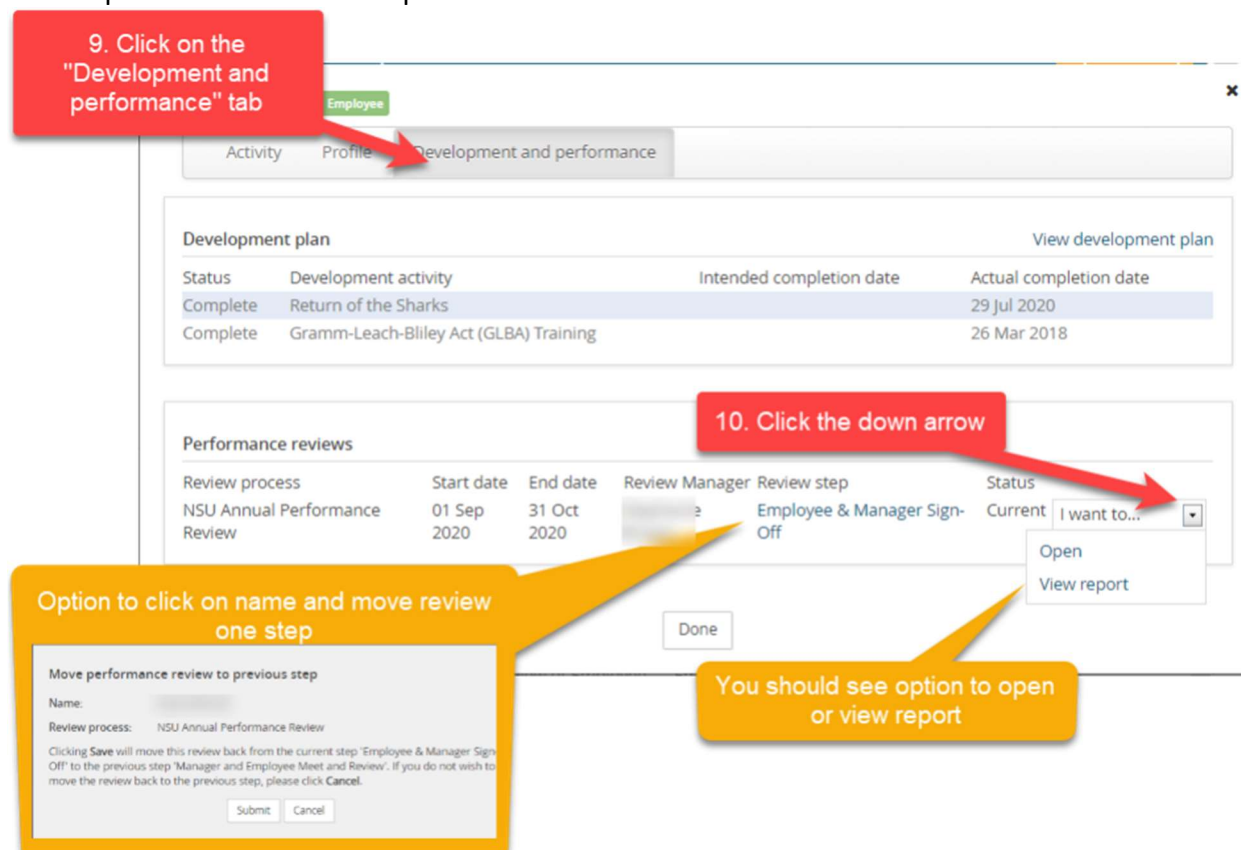 9. Click on the
"Development and
performance" tab
Employee
Activity Profile Development and performance
Development plan View development plan
Status Development activity Intended completion date Actual completion date
Complete Return of the Sharks 29 Jul 2020
Complete Gramm-Leach-Bliley Act (GLBA) Training 26 Mar 2018
10. Click the down arrow
Performance reviews
Review process Start date End date Review Manager Review step Status
NSU Annual Performance 01 Sep 31 Oct Employee & Manager Sign- Current I want to...
Review 2020 2020 Off
Open
View report
Option to click on name and move review
one step
Done
Move performance review to previous step
Name:
Review process: NSU Annual Performance Review
Clicking Save will move this review back from the current step 'Employee & Manager Sign-
Off' to the previous step 'Manager and Employee Meet and Review'. If you do not wish to
move the review back to the previous step, please click Cancel.
Submit Cancel
You should see option to open
or view report